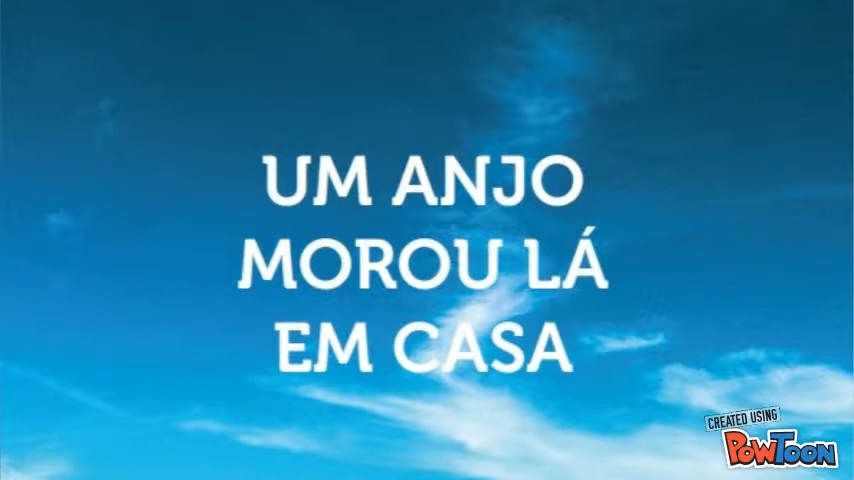 UM ANJO
MOROU LÁ
EM CASA
CREATED USING
POWTOON